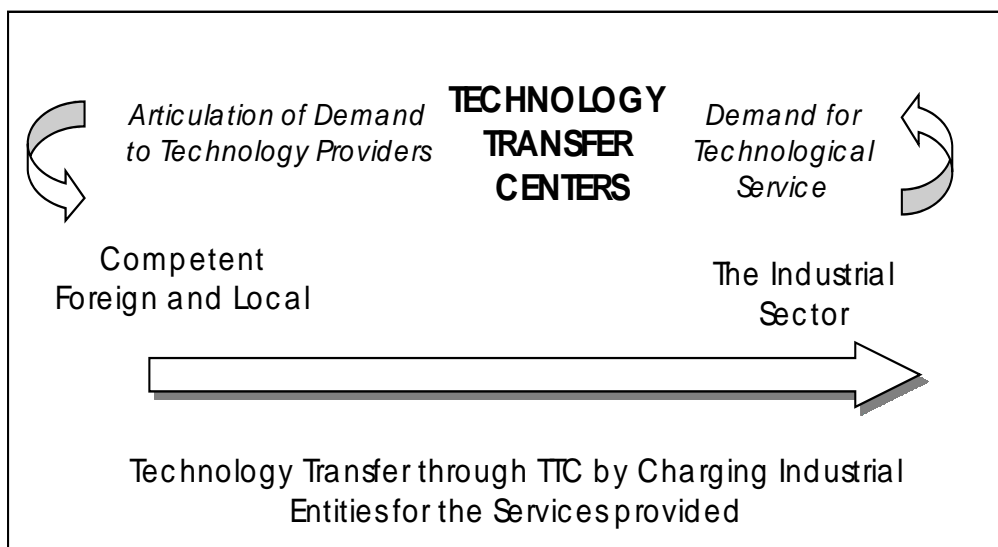 Articulation of Demand
to Technology Providers
TECHNOLOGY
TRANSFER
CENTERS
Demand for
Technological
Service
Competent
Foreign and Local
The Industrial
Sector
Technology Transfer through TTC by Charging Industrial
Entities for the Services provided